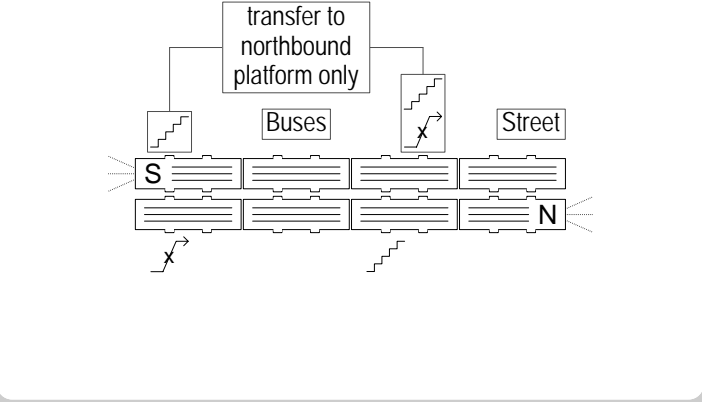 transfer to
northbound
platform only
Buses
Street
x
S
N
x